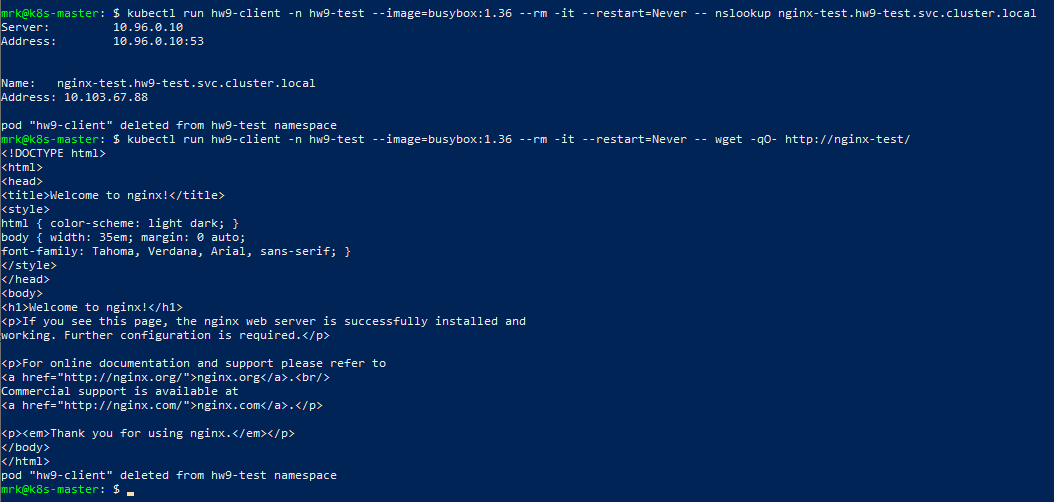 mrk@k8s-master: $ kubectl run hw9-client -n hw9-test --image=busybox:1.36 --rm -it --restart=Never -- nslookup nginx-test.hw9-test.svc.cluster.local
Server:         10.96.0.10
Address:        10.96.0.10:53

Name:   nginx-test.hw9-test.svc.cluster.local
Address: 10.103.67.88

pod "hw9-client" deleted from hw9-test namespace
mrk@k8s-master: $ kubectl run hw9-client -n hw9-test --image=busybox:1.36 --rm -it --restart=Never -- wget -qO- http://nginx-test/
<!DOCTYPE html>
<html>
<head>
<title>Welcome to nginx!</title>
<style>
html { color-scheme: light dark; }
body { width: 35em; margin: 0 auto;
font-family: Tahoma, Verdana, Arial, sans-serif; }
</style>
</head>
<body>
<h1>Welcome to nginx!</h1>
<p>If you see this page, the nginx web server is successfully installed and
working. Further configuration is required.</p>

<p>For online documentation and support please refer to
<a href="http://nginx.org/">nginx.org</a>.<br/>
Commercial support is available at
<a href="http://nginx.com/">nginx.com</a>.</p>

<p><em>Thank you for using nginx.</em></p>
</body>
</html>
pod "hw9-client" deleted from hw9-test namespace
mrk@k8s-master: $